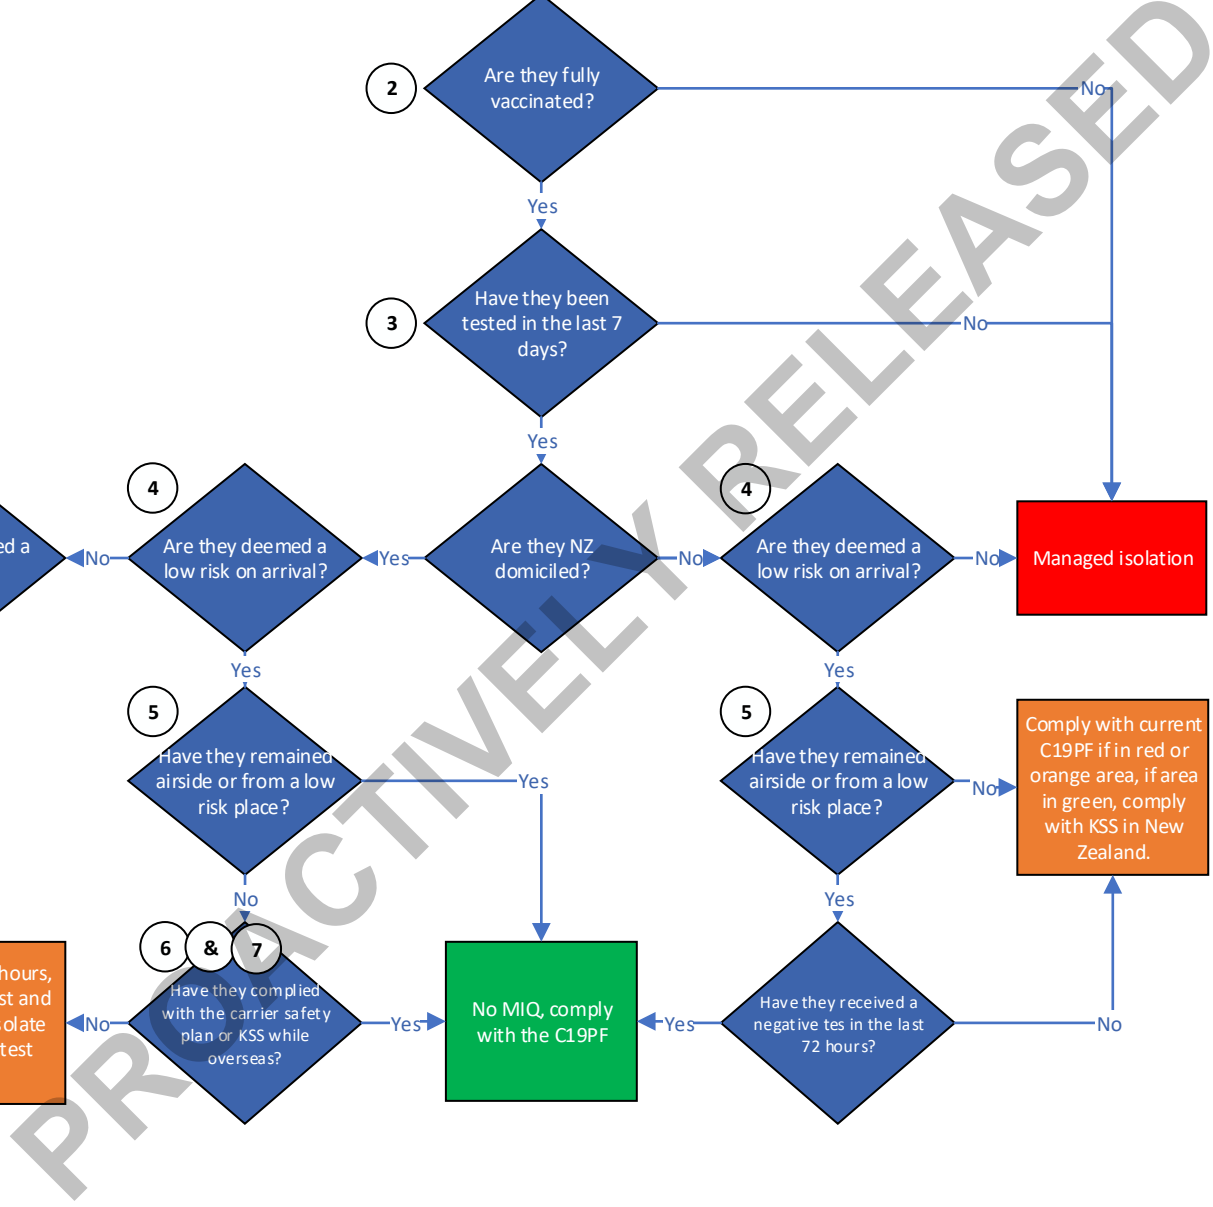 2
Are they fully
vaccinated?
No
Yes
3
Have they been
tested in the last 7
days?
No
Yes
4
4
ed a
No
Are they deemed a
low risk on arrival?
Yes
Are they NZ
domiciled?
No
Are they deemed a
low risk on arrival?
No
Managed isolation
Yes
Yes
5
Have they remained
airside or from a low
risk place?
Yes
5
Have they remained
airside or from a low
risk place?
No
Comply with current
C19PF if in red or
orange area, if area
in green, comply
with KSS in New
Zealand.
No
Yes
6 & 7
hours,
st and
solate
test
No
Have they complied
with the carrier safety
plan or KSS while
overseas?
Yes
No MIQ, comply
with the C19PF
Yes
Have they received a
negative tes in the last
72 hours?
No
PROACTIVELY RELEASED